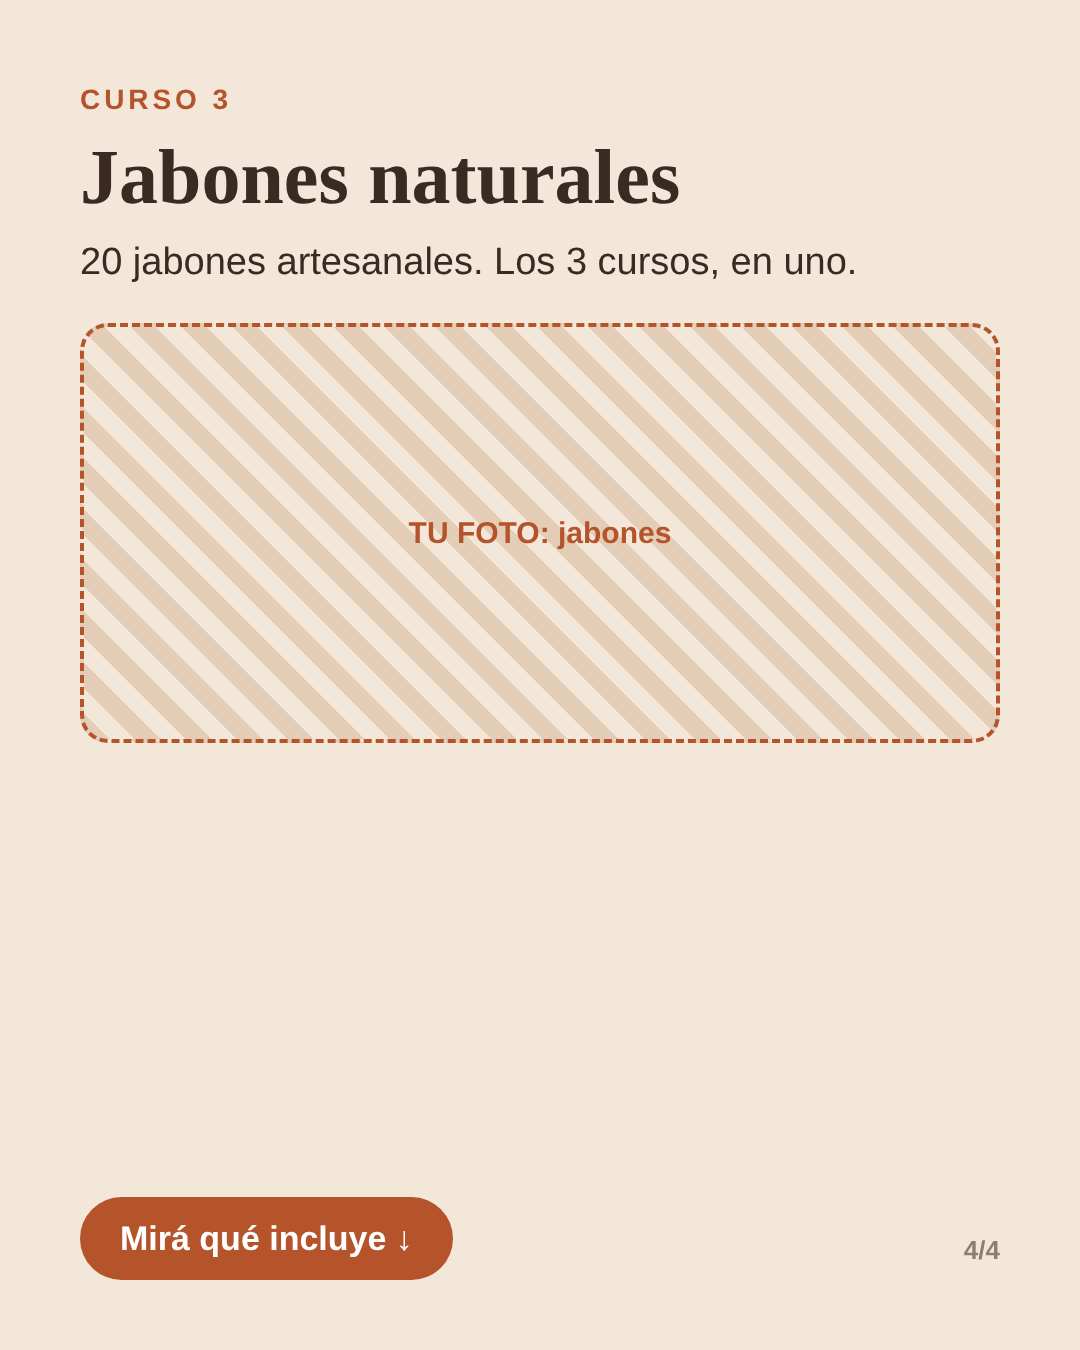 CURSO 3
Jabones naturales
20 jabones artesanales. Los 3 cursos, en uno.
TU FOTO: jabones
Mirá qué incluye ↓
4/4